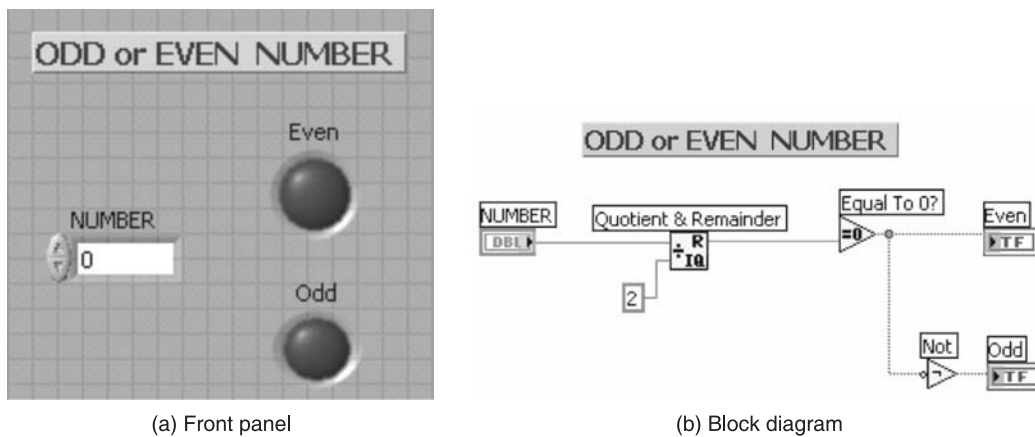 ODD or EVEN NUMBER
Even
NUMBER
0
Odd
(a) Front panel
ODD or EVEN NUMBER
Equal To 0?
NUMBER
Quotient & Remainder
Even
DBL
R
IQ
=0
TF
2
Not
Odd
TF
(b) Block diagram